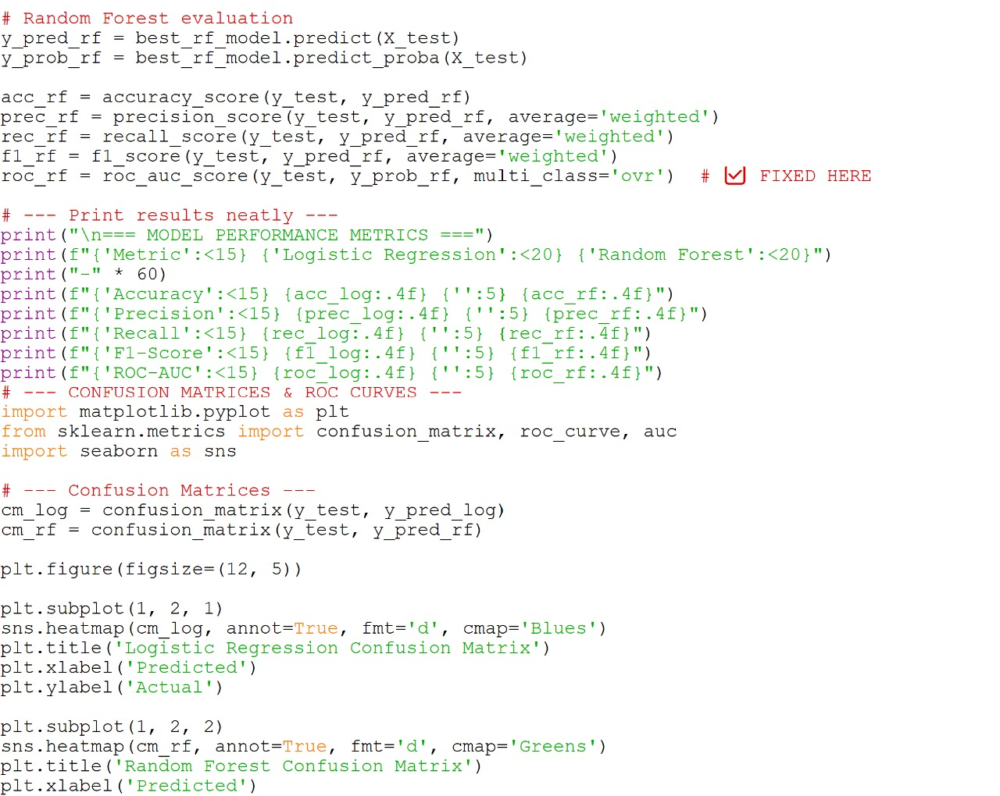 # Random Forest evaluation
y_pred_rf = best_rf_model.predict(X_test)
y_prob_rf = best_rf_model.predict_proba(X_test)

acc_rf = accuracy_score(y_test, y_pred_rf)
prec_rf = precision_score(y_test, y_pred_rf, average='weighted')
rec_rf = recall_score(y_test, y_pred_rf, average='weighted')
f1_rf = f1_score(y_test, y_pred_rf, average='weighted')
roc_rf = roc_auc_score(y_test, y_prob_rf, multi_class='ovr')  # ☑ FIXED HERE

# --- Print results neatly ---
print("\n=== MODEL PERFORMANCE METRICS ===")
print(f"{'Metric':<15} {'Logistic Regression':<20} {'Random Forest':<20}")
print("-" * 60)
print(f"{'Accuracy':<15} {acc_log:.4f} {'':5} {acc_rf:.4f}")
print(f"{'Precision':<15} {prec_log:.4f} {'':5} {prec_rf:.4f}")
print(f"{'Recall':<15} {rec_log:.4f} {'':5} {rec_rf:.4f}")
print(f"{'F1-Score':<15} {f1_log:.4f} {'':5} {f1_rf:.4f}")
print(f"{'ROC-AUC':<15} {roc_log:.4f} {'':5} {roc_rf:.4f}")
# --- CONFUSION MATRICES & ROC CURVES ---
import matplotlib.pyplot as plt
from sklearn.metrics import confusion_matrix, roc_curve, auc
import seaborn as sns

# --- Confusion Matrices ---
cm_log = confusion_matrix(y_test, y_pred_log)
cm_rf = confusion_matrix(y_test, y_pred_rf)

plt.figure(figsize=(12, 5))

plt.subplot(1, 2, 1)
sns.heatmap(cm_log, annot=True, fmt='d', cmap='Blues')
plt.title('Logistic Regression Confusion Matrix')
plt.xlabel('Predicted')
plt.ylabel('Actual')

plt.subplot(1, 2, 2)
sns.heatmap(cm_rf, annot=True, fmt='d', cmap='Greens')
plt.title('Random Forest Confusion Matrix')
plt.xlabel('Predicted')